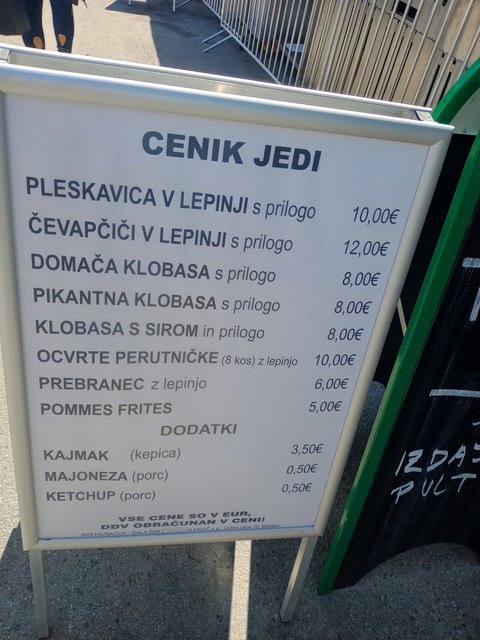 CENIK JEDI
PLESKAVICA V LEPINJI s prilogo 10,00€
ČEVAPČIČI V LEPINJI s prilogo 12,00€
DOMAČA KLOBASA s prilogo 8,00€
PIKANTNA KLOBASA s prilogo 8,00€
KLOBASA S SIROM in prilogo 8,00€
OCVRTE PERUTNIČKE (8 kos) z lepinjo 10,00€
PREBRANEC z lepinjo 6,00€
POMMES FRITES 5,00€
DODATKI
KAJMAK (kepica) 3,50€
MAJONEZA (porc) 0,50€
KETCHUP (porc) 0,50€
VSE CENE SO V EUR,
DDV OBRAČUNAN V CENI!
RESTAVRACIJA
PULT